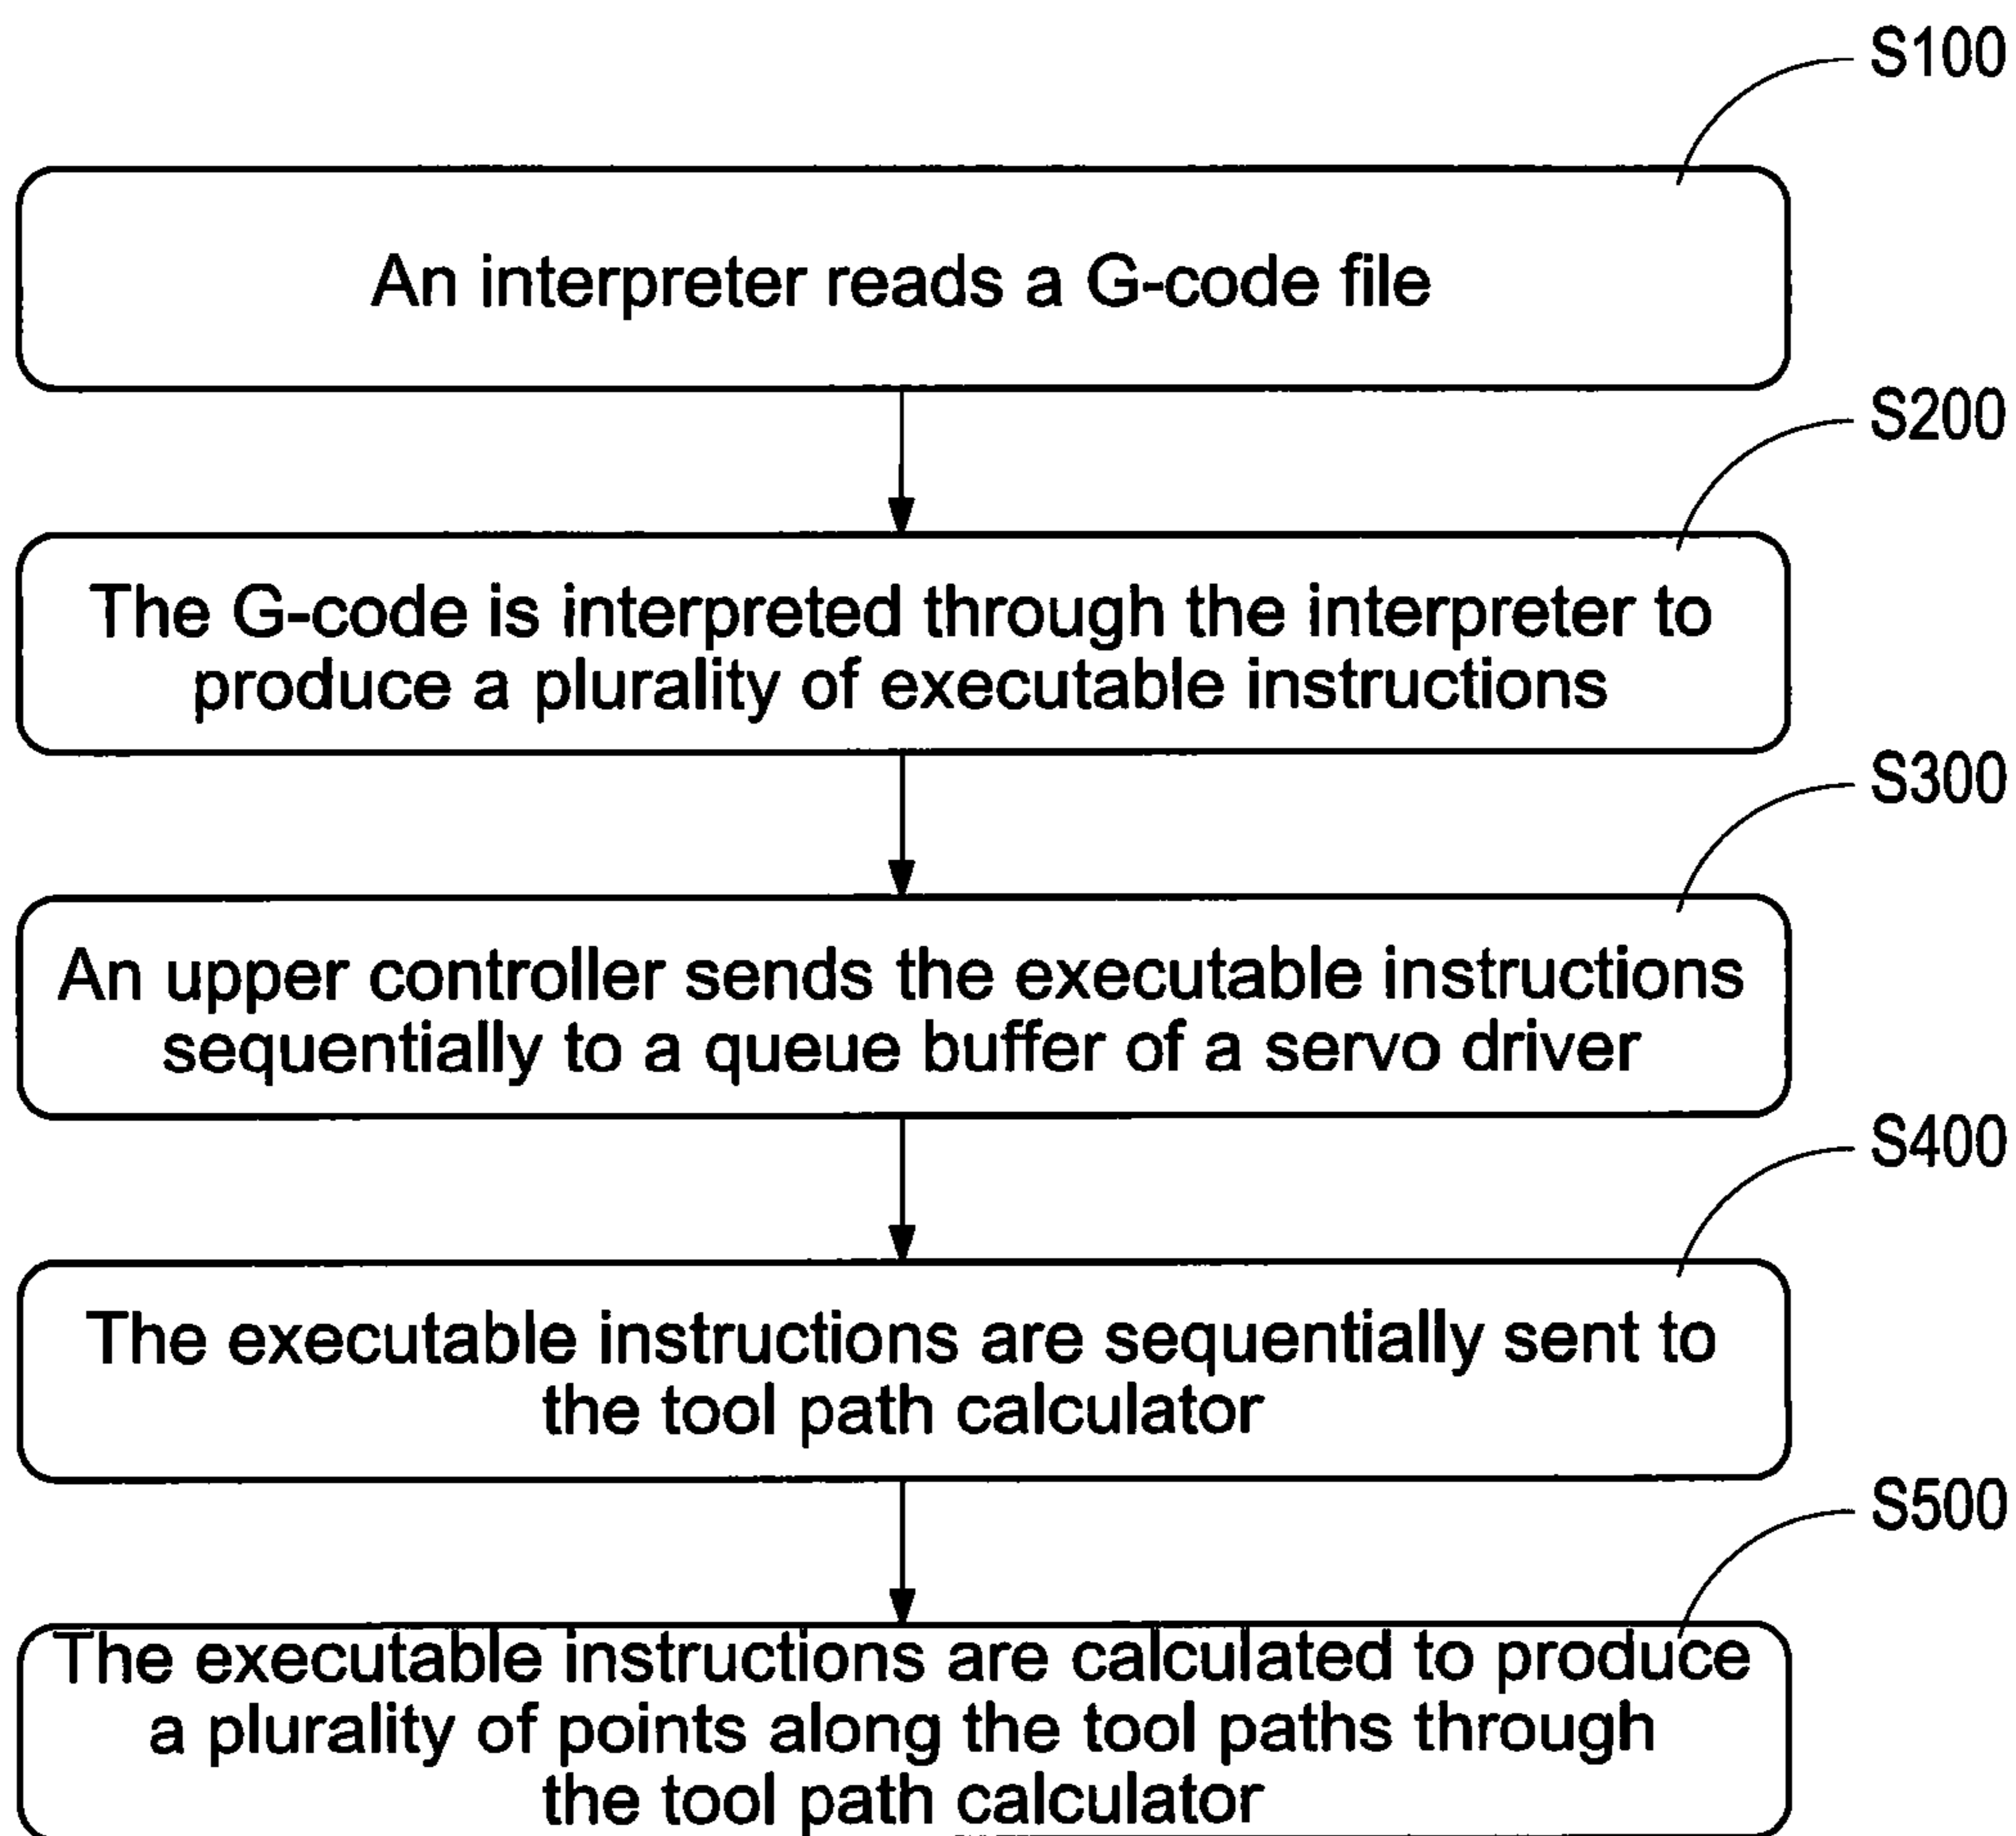 S100
An interpreter reads a G-code file
S200
The G-code is interpreted through the interpreter to
produce a plurality of executable instructions
S300
An upper controller sends the executable instructions
sequentially to a queue buffer of a servo driver
S400
The executable instructions are sequentially sent to
the tool path calculator
S500
The executable instructions are calculated to produce
a plurality of points along the tool paths through
the tool path calculator